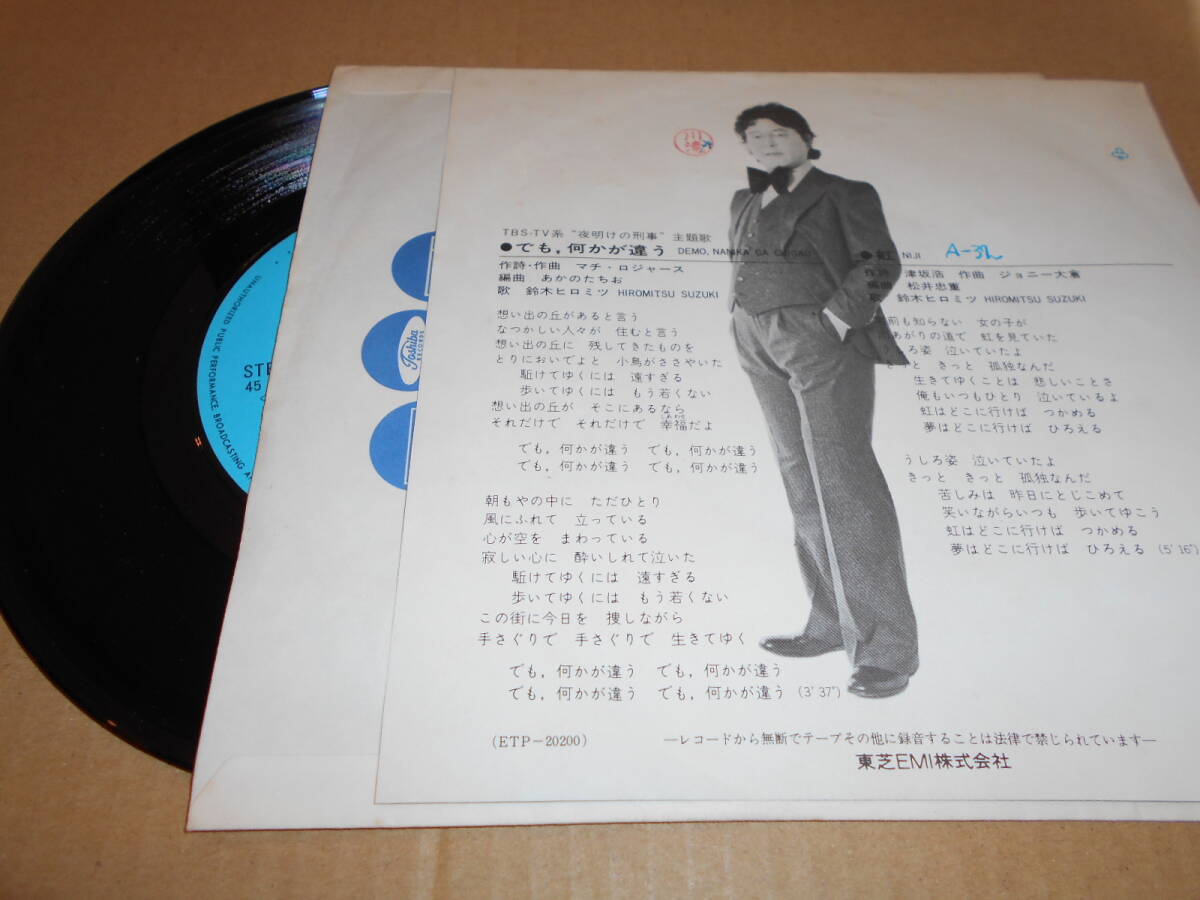 TBS-TV系 "夜明けの刑事" 主題歌
●でも，何かが違う DEMO, NANIKA GA
作詩・作曲 マチ・ロジャース
編曲 あかのたちお
歌 鈴木ヒロミツ HIROMITSU SUZUKI
想い出の丘があると言う
なつかしい人々が 住むと言う
想い出の丘に 残してきたものを
とりにおいでよと 小鳥がささやいた
駈けてゆくには 遠すぎる
歩いてゆくには もう若くない
想い出の丘が そこにあるなら
それだけで それだけで 幸福だよ
でも，何かが違う でも，何かが違う
でも，何かが違う でも，何かが違う
朝もやの中に ただひとり
風にふれて 立っている
心が空を まわっている
寂しい心に 酔いしれて泣いた
駈けてゆくには 遠すぎる
歩いてゆくには もう若くない
この街に今日を 捜しながら
手さぐりで 手さぐりで 生きてゆく
でも，何かが違う でも，何かが違う
でも，何かが違う でも，何かが違う (3'37")
●虹 NIJI
A-32
作詩 津坂浩 作曲 ジョニー大倉
編曲 松井忠重
歌 鈴木ヒロミツ HIROMITSU SUZUKI
前も知らない 女の子が
あがりの道で 虹を見ていた
うしろ姿 泣いていたよ
きっと きっと 孤独なんだ
生きてゆくことは 悲しいことさ
俺もいつもひとり 泣いているよ
虹はどこに行けば つかめる
夢はどこに行けば ひろえる
うしろ姿 泣いていたよ
きっと きっと 孤独なんだ
苦しみは 昨日にとじこめて
笑いながらいつも 歩いてゆこう
虹はどこに行けば つかめる
夢はどこに行けば ひろえる (5'16")
(ETP-20200)
―レコードから無断でテープその他に録音することは法律で禁じられています―
東芝EMI株式会社
Toshiba
RECORDS
UNAUTHORIZED PUBLIC PERFORMANCE, BROADCASTING
STE
45